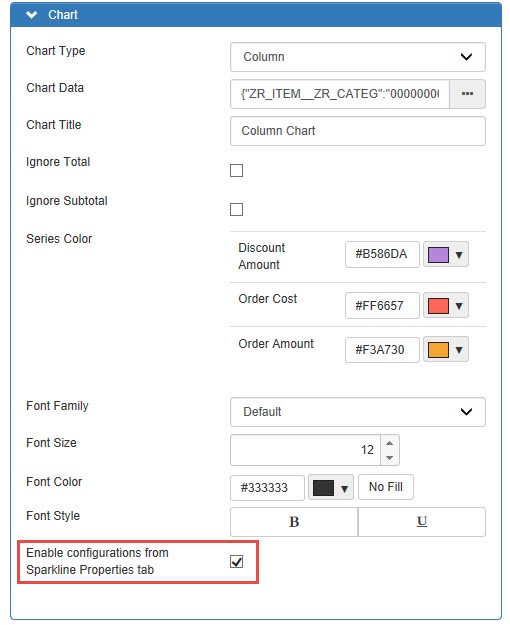 Chart
Chart Type
Column
Chart Data
{"ZR_ITEM__ZR_CATEG":"0000000
Chart Title
Column Chart
Ignore Total
Ignore Subtotal
Series Color
Discount
Amount
#B586DA
Order Cost
#FF6657
Order Amount
#F3A730
Font Family
Default
Font Size
12
Font Color
#333333
No Fill
Font Style
B
U
Enable configurations from
Sparkline Properties tab